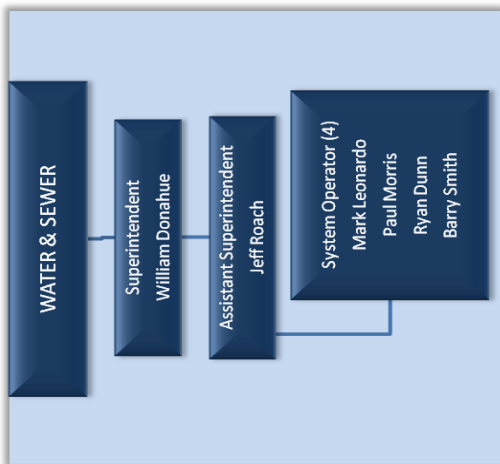 WATER & SEWER
Superintendent
William Donahue
Assistant Superintendent
Jeff Roach
System Operator (4)
Mark Leonardo
Paul Morris
Ryan Dunn
Barry Smith